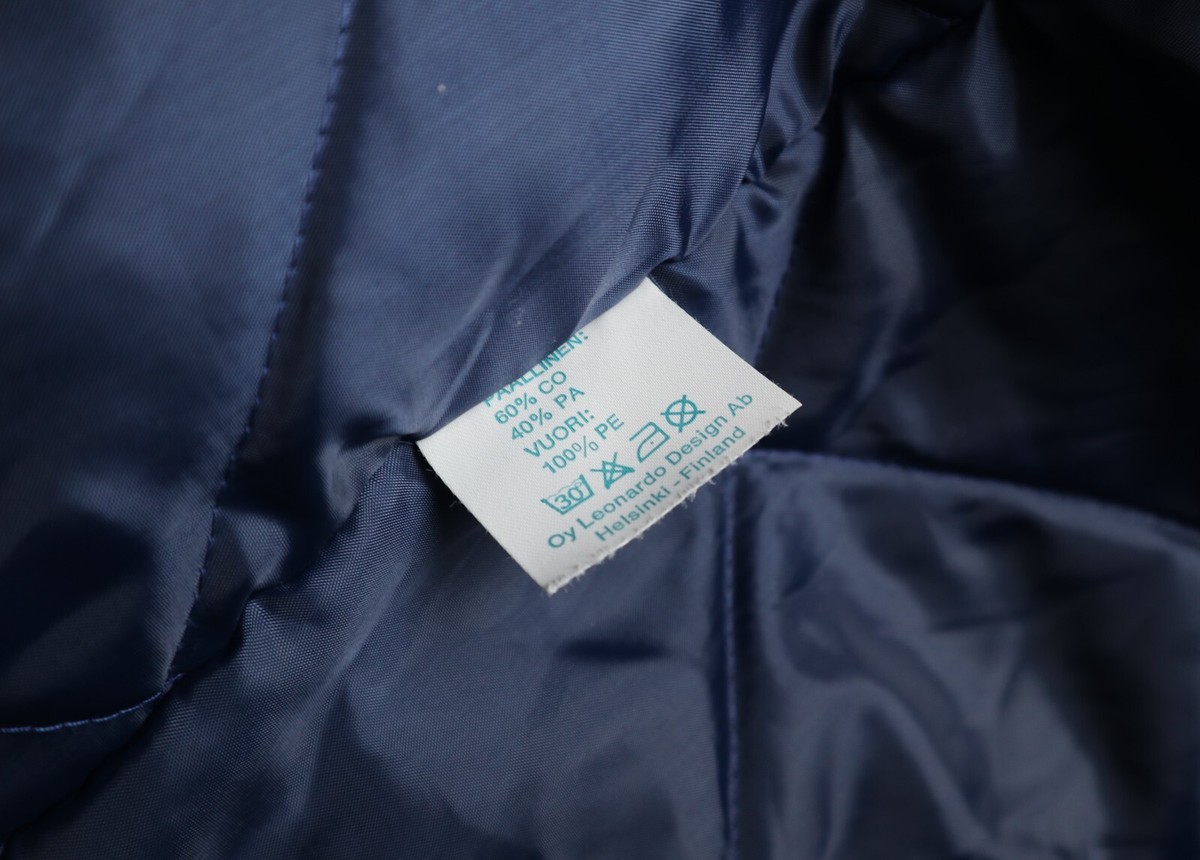 PÄÄLLINEN:
60% CO
40% PA
VUORI:
100% PE
30
Oy Leonardo Design Ab
Helsinki - Finland